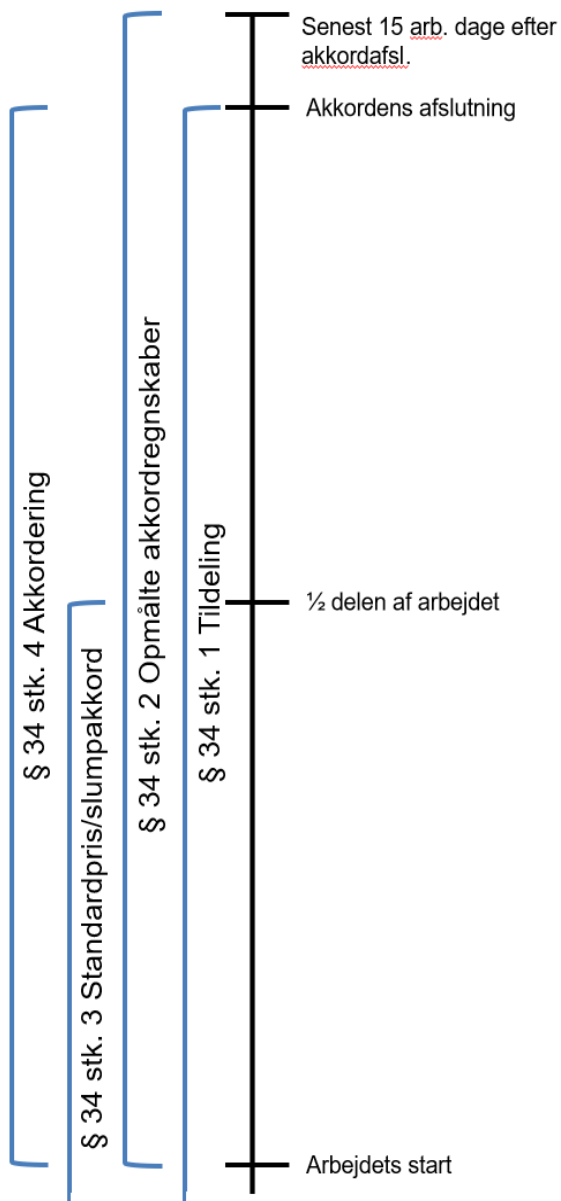 Senest 15 arb. dage efter
akkordafsl.
Akkordens afslutning
½ delen af arbejdet
Arbejdets start
§ 34 stk. 4 Akkordering
§ 34 stk. 3 Standardpris/slumpakkord
§ 34 stk. 2 Opmålte akkordregnskaber
§ 34 stk. 1 Tildeling